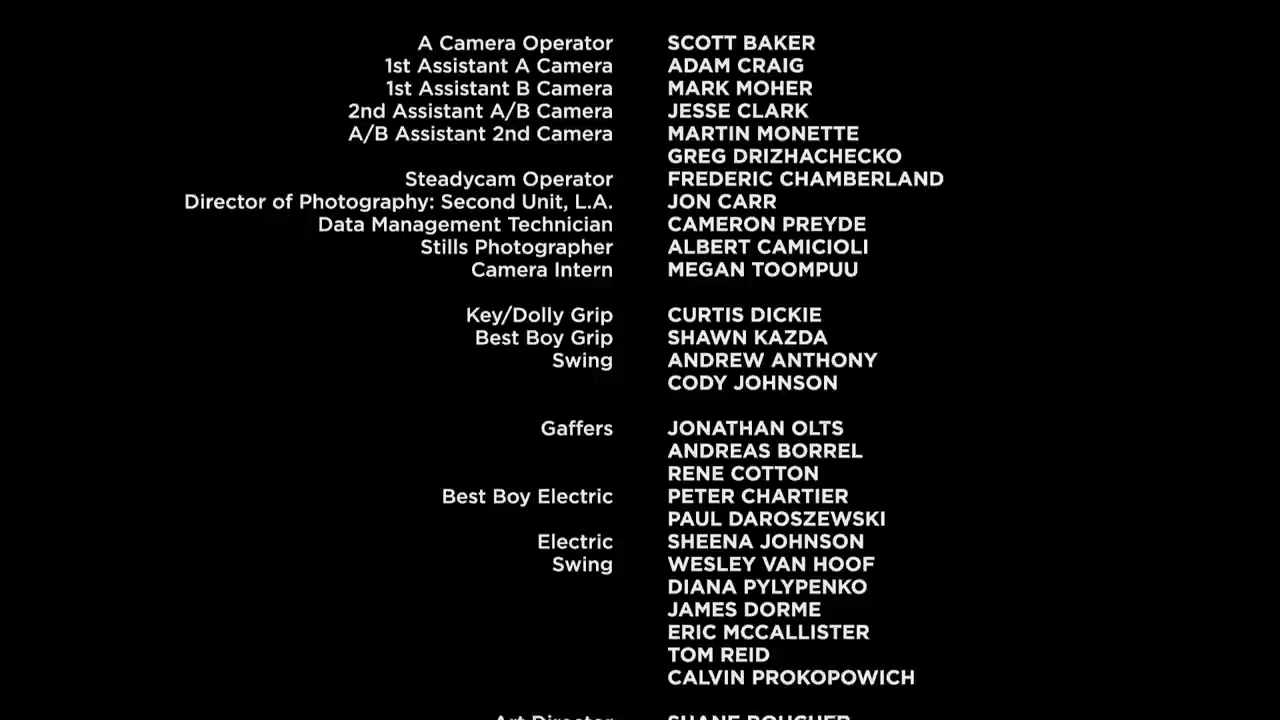 A Camera Operator SCOTT BAKER
1st Assistant A Camera ADAM CRAIG
1st Assistant B Camera MARK MOHER
2nd Assistant A/B Camera JESSE CLARK
A/B Assistant 2nd Camera MARTIN MONETTE
GREG DRIZHACHECKO
Steadycam Operator FREDERIC CHAMBERLAND
Director of Photography: Second Unit, L.A. JON CARR
Data Management Technician CAMERON PREYDE
Stills Photographer ALBERT CAMICIOLI
Camera Intern MEGAN TOOMPUU
Key/Dolly Grip CURTIS DICKIE
Best Boy Grip SHAWN KAZDA
Swing ANDREW ANTHONY
CODY JOHNSON
Gaffers JONATHAN OLTS
ANDREAS BORREL
RENE COTTON
Best Boy Electric PETER CHARTIER
PAUL DAROSZEWSKI
Electric SHEENA JOHNSON
Swing WESLEY VAN HOOF
DIANA PYLYPENKO
JAMES DORME
ERIC MCCALLISTER
TOM REID
CALVIN PROKOPOWICH
Art Director SHANE BOUCHER